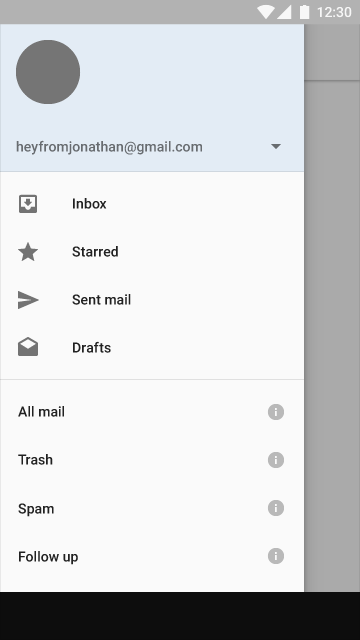 12:30
heyfromjonathan@gmail.com
Inbox
Starred
Sent mail
Drafts
All mail
Trash
Spam
Follow up